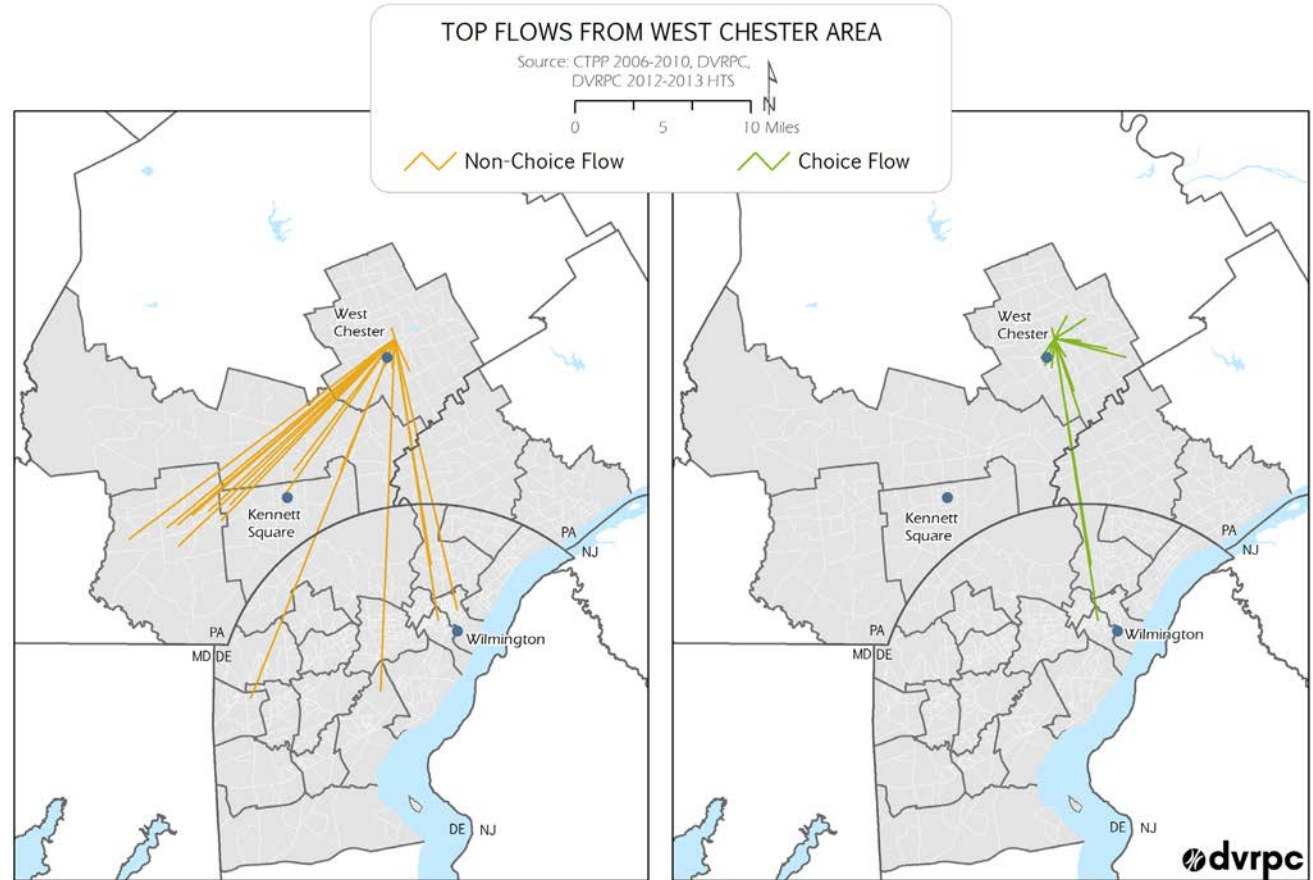 TOP FLOWS FROM WEST CHESTER AREA
Source: CTPP 2006-2010, DVRPC,
DVRPC 2012-2013 HTS
N
0 5 10 Miles
Non-Choice Flow
Choice Flow
West
Chester
Kennett
Square
PA
NJ
Wilmington
PA
MD DE
DE NJ
West
Chester
Kennett
Square
PA
NJ
Wilmington
PA
MD DE
DE NJ
dvrpc